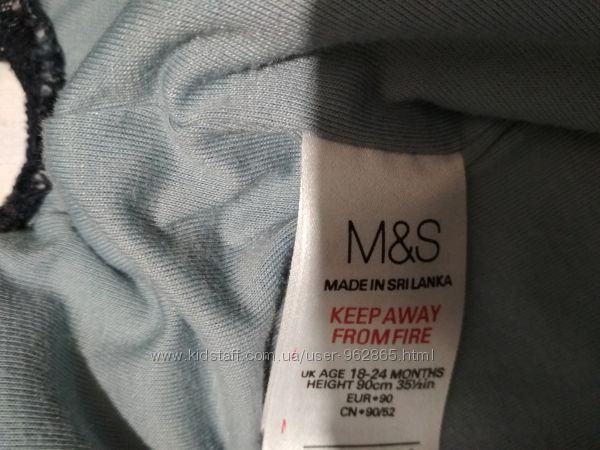 M&S
MADE IN SRI LANKA
KEEP AWAY
FROM FIRE
www.kidstaff.com.ua/user-962865.html
UK AGE 18-24 MONTHS
HEIGHT 90cm 35½in
EUR•90
CN•90/52